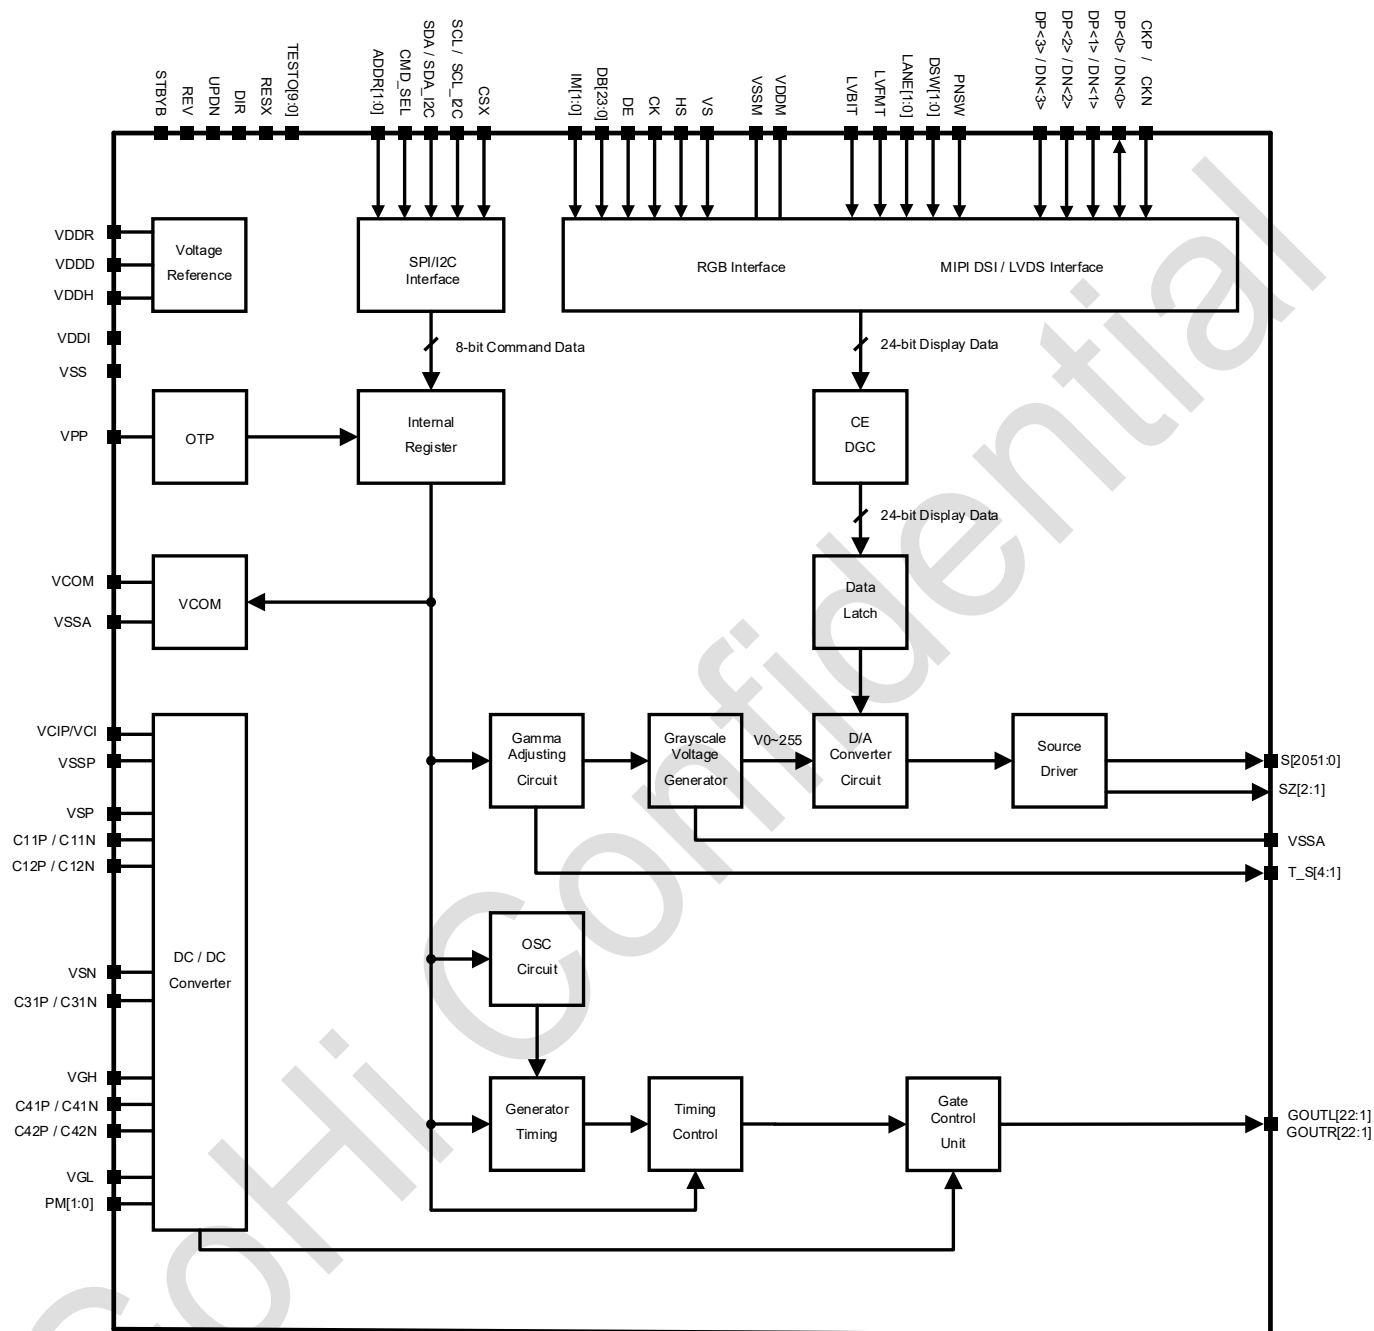 STBYB
REV
UPDN
DIR
RESX
TESTO[9:0]
ADDR[1:0]
CMD_SEL
SDA / SDA_I2C
SCL / SCL_I2C
CSX
IM[1:0]
DB[23:0]
DE
CK
HS
VS
VSSM
VDDM
LVBIT
LVFMT
LANE[1:0]
DSW[1:0]
PNSW
DP<3> / DN<3>
DP<2> / DN<2>
DP<1> / DN<1>
DP<0> / DN<0>
CKP / CKN
VDDR
VDDD
VDDH
VDDI
VSS
VPP
VCOM
VSSA
VCIP/VCI
VSSP
VSP
C11P / C11N
C12P / C12N
VSN
C31P / C31N
VGH
C41P / C41N
C42P / C42N
VGL
PM[1:0]
Voltage
Reference
SPI/I2C
Interface
RGB Interface
MIPI DSI / LVDS Interface
8-bit Command Data
24-bit Display Data
OTP
Internal
Register
CE
DGC
24-bit Display Data
VCOM
Data
Latch
Gamma
Adjusting
Circuit
Grayscale
Voltage
Generator
V0~255
D/A
Converter
Circuit
Source
Driver
S[2051:0]
SZ[2:1]
VSSA
T_S[4:1]
DC / DC
Converter
OSC
Circuit
Generator
Timing
Timing
Control
Gate
Control
Unit
GOUTL[22:1]
GOUTR[22:1]
CoHi Confidential